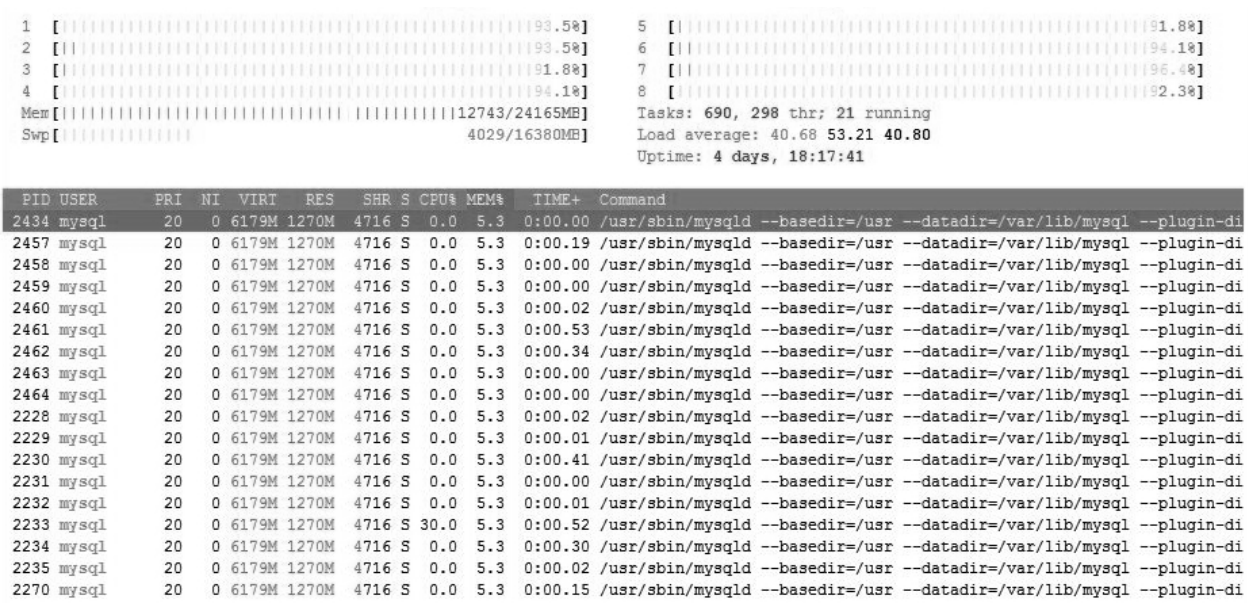 1 [93.5%] 5 [91.8%]
2 [93.5%] 6 [94.1%]
3 [91.8%] 7 [96.4%]
4 [94.1%] 8 [92.3%]
Mem[12743/24165MB] Tasks: 690, 298 thr; 21 running
Swp[4029/16380MB] Load average: 40.68 53.21 40.80
Uptime: 4 days, 18:17:41
PID USER PRI NI VIRT RES SHR S CPU% MEM% TIME+ Command
2434 mysql 20 0 6179M 1270M 4716 S 0.0 5.3 0:00.00 /usr/sbin/mysqld --basedir=/usr --datadir=/var/lib/mysql --plugin-di
2457 mysql 20 0 6179M 1270M 4716 S 0.0 5.3 0:00.19 /usr/sbin/mysqld --basedir=/usr --datadir=/var/lib/mysql --plugin-di
2458 mysql 20 0 6179M 1270M 4716 S 0.0 5.3 0:00.00 /usr/sbin/mysqld --basedir=/usr --datadir=/var/lib/mysql --plugin-di
2459 mysql 20 0 6179M 1270M 4716 S 0.0 5.3 0:00.00 /usr/sbin/mysqld --basedir=/usr --datadir=/var/lib/mysql --plugin-di
2460 mysql 20 0 6179M 1270M 4716 S 0.0 5.3 0:00.02 /usr/sbin/mysqld --basedir=/usr --datadir=/var/lib/mysql --plugin-di
2461 mysql 20 0 6179M 1270M 4716 S 0.0 5.3 0:00.53 /usr/sbin/mysqld --basedir=/usr --datadir=/var/lib/mysql --plugin-di
2462 mysql 20 0 6179M 1270M 4716 S 0.0 5.3 0:00.34 /usr/sbin/mysqld --basedir=/usr --datadir=/var/lib/mysql --plugin-di
2463 mysql 20 0 6179M 1270M 4716 S 0.0 5.3 0:00.00 /usr/sbin/mysqld --basedir=/usr --datadir=/var/lib/mysql --plugin-di
2464 mysql 20 0 6179M 1270M 4716 S 0.0 5.3 0:00.00 /usr/sbin/mysqld --basedir=/usr --datadir=/var/lib/mysql --plugin-di
2228 mysql 20 0 6179M 1270M 4716 S 0.0 5.3 0:00.02 /usr/sbin/mysqld --basedir=/usr --datadir=/var/lib/mysql --plugin-di
2229 mysql 20 0 6179M 1270M 4716 S 0.0 5.3 0:00.01 /usr/sbin/mysqld --basedir=/usr --datadir=/var/lib/mysql --plugin-di
2230 mysql 20 0 6179M 1270M 4716 S 0.0 5.3 0:00.41 /usr/sbin/mysqld --basedir=/usr --datadir=/var/lib/mysql --plugin-di
2231 mysql 20 0 6179M 1270M 4716 S 0.0 5.3 0:00.00 /usr/sbin/mysqld --basedir=/usr --datadir=/var/lib/mysql --plugin-di
2232 mysql 20 0 6179M 1270M 4716 S 0.0 5.3 0:00.01 /usr/sbin/mysqld --basedir=/usr --datadir=/var/lib/mysql --plugin-di
2233 mysql 20 0 6179M 1270M 4716 S 30.0 5.3 0:00.52 /usr/sbin/mysqld --basedir=/usr --datadir=/var/lib/mysql --plugin-di
2234 mysql 20 0 6179M 1270M 4716 S 0.0 5.3 0:00.30 /usr/sbin/mysqld --basedir=/usr --datadir=/var/lib/mysql --plugin-di
2235 mysql 20 0 6179M 1270M 4716 S 0.0 5.3 0:00.02 /usr/sbin/mysqld --basedir=/usr --datadir=/var/lib/mysql --plugin-di
2270 mysql 20 0 6179M 1270M 4716 S 0.0 5.3 0:00.15 /usr/sbin/mysqld --basedir=/usr --datadir=/var/lib/mysql --plugin-di